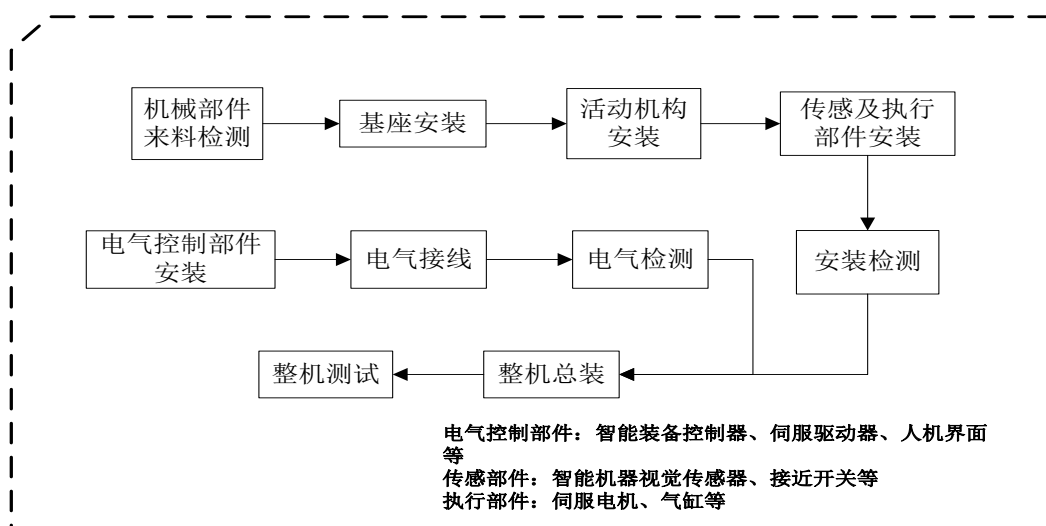 机械部件
来料检测
基座安装
活动机构
安装
传感及执行
部件安装
电气控制部件
安装
电气接线
电气检测
安装检测
整机测试
整机总装
电气控制部件：智能装备控制器、伺服驱动器、人机界面
等
传感部件：智能机器视觉传感器、接近开关等
执行部件：伺服电机、气缸等